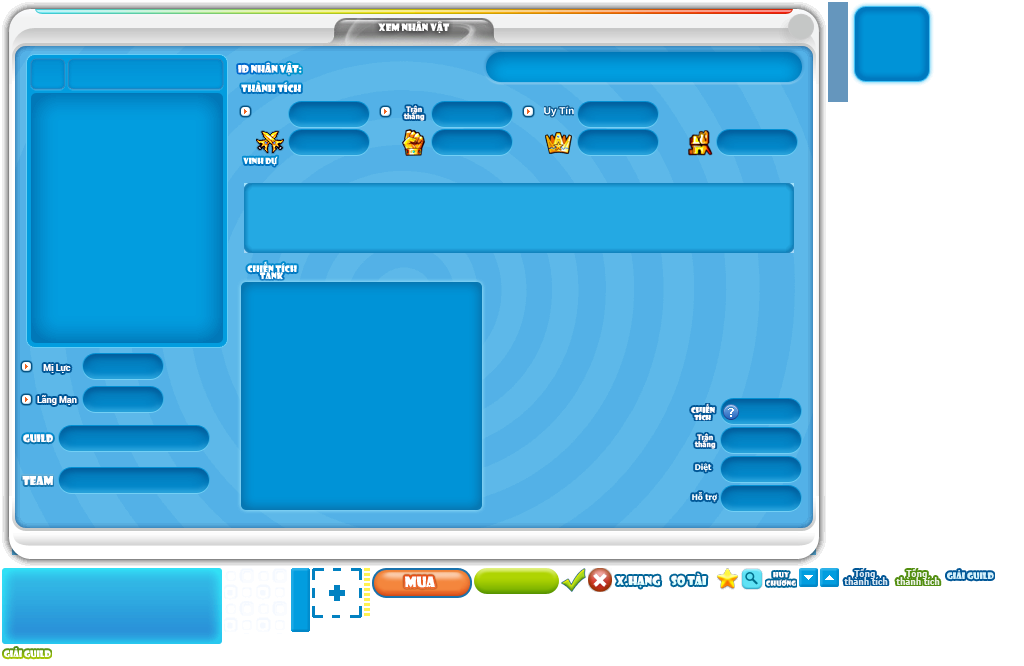 XEM NHÂN VẬT
ID NHÂN VẬT:
THÀNH TÍCH
Trận
thắng
Uy Tín
VINH DỰ
CHIẾN TÍCH
TANK
Mị Lực
Lãng Mạn
GUILD
TEAM
CHIẾN
TÍCH
?
Trận
thắng
Diệt
Hỗ trợ
MUA
X.HẠNG
SO TÀI
HUY
CHƯƠNG
Tổng
thành tích
Tổng
thành tích
GIẢI GUILD
GIẢI GUILD